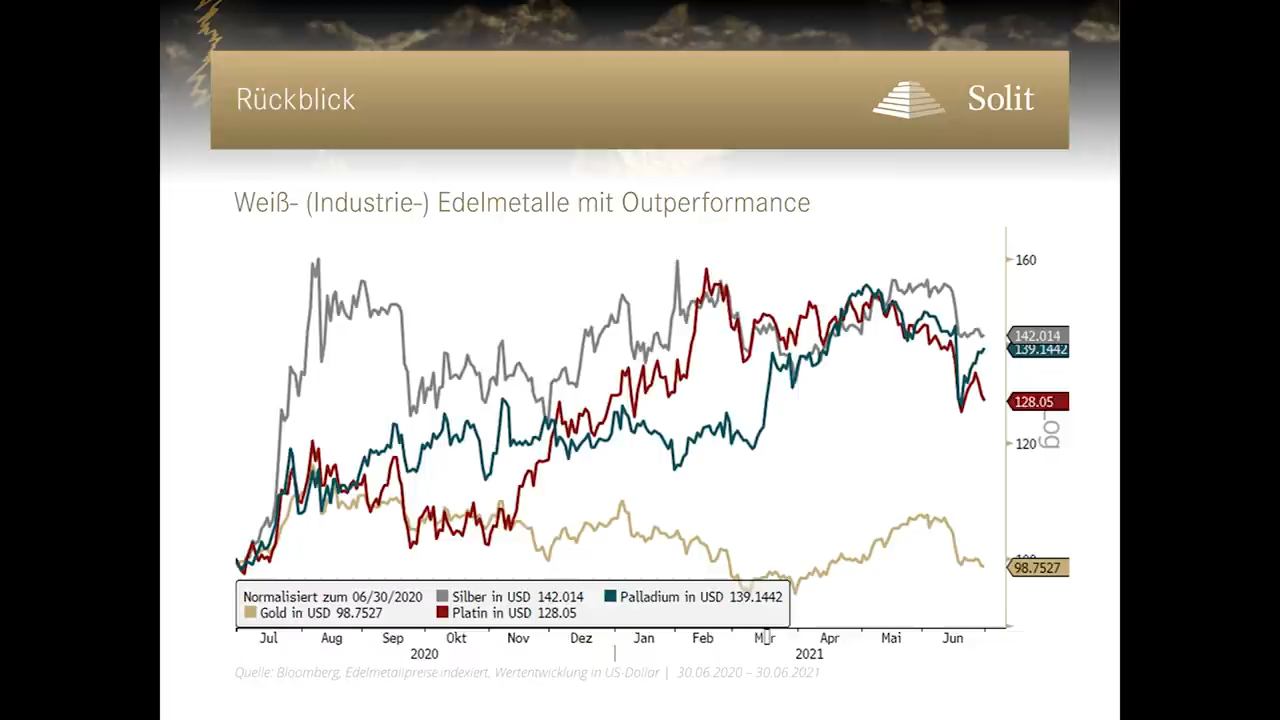 Rückblick
Solit
Weiß- (Industrie-) Edelmetalle mit Outperformance
160
142.014
139.1442
128.05
120
Log
98.7527
Normalisiert zum 06/30/2020
Silber in USD 142.014
Palladium in USD 139.1442
Gold in USD 98.7527
Platin in USD 128.05
Jul Aug Sep Okt Nov Dez Jan Feb Apr Mai Jun
2020 2021
Quelle: Bloomberg, Edelmetallpreise indexiert, Wertentwicklung in US-Dollar | 30.06.2020 – 30.06.2021